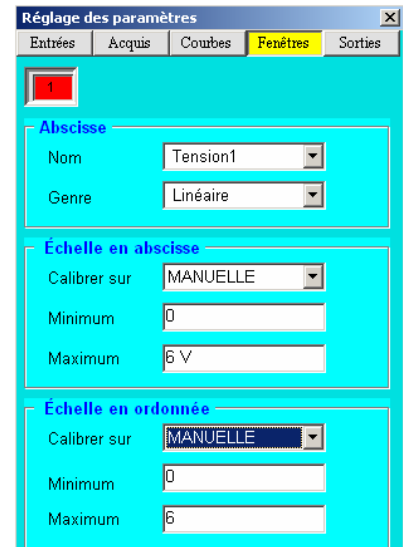 Réglage des paramètres
Entrées Acquis Courbes Fenêtres Sorties
1
Abscisse
Nom Tension1
Genre Linéaire
Échelle en abscisse
Calibrer sur MANUELLE
Minimum 0
Maximum 6 V
Échelle en ordonnée
Calibrer sur MANUELLE
Minimum 0
Maximum 6